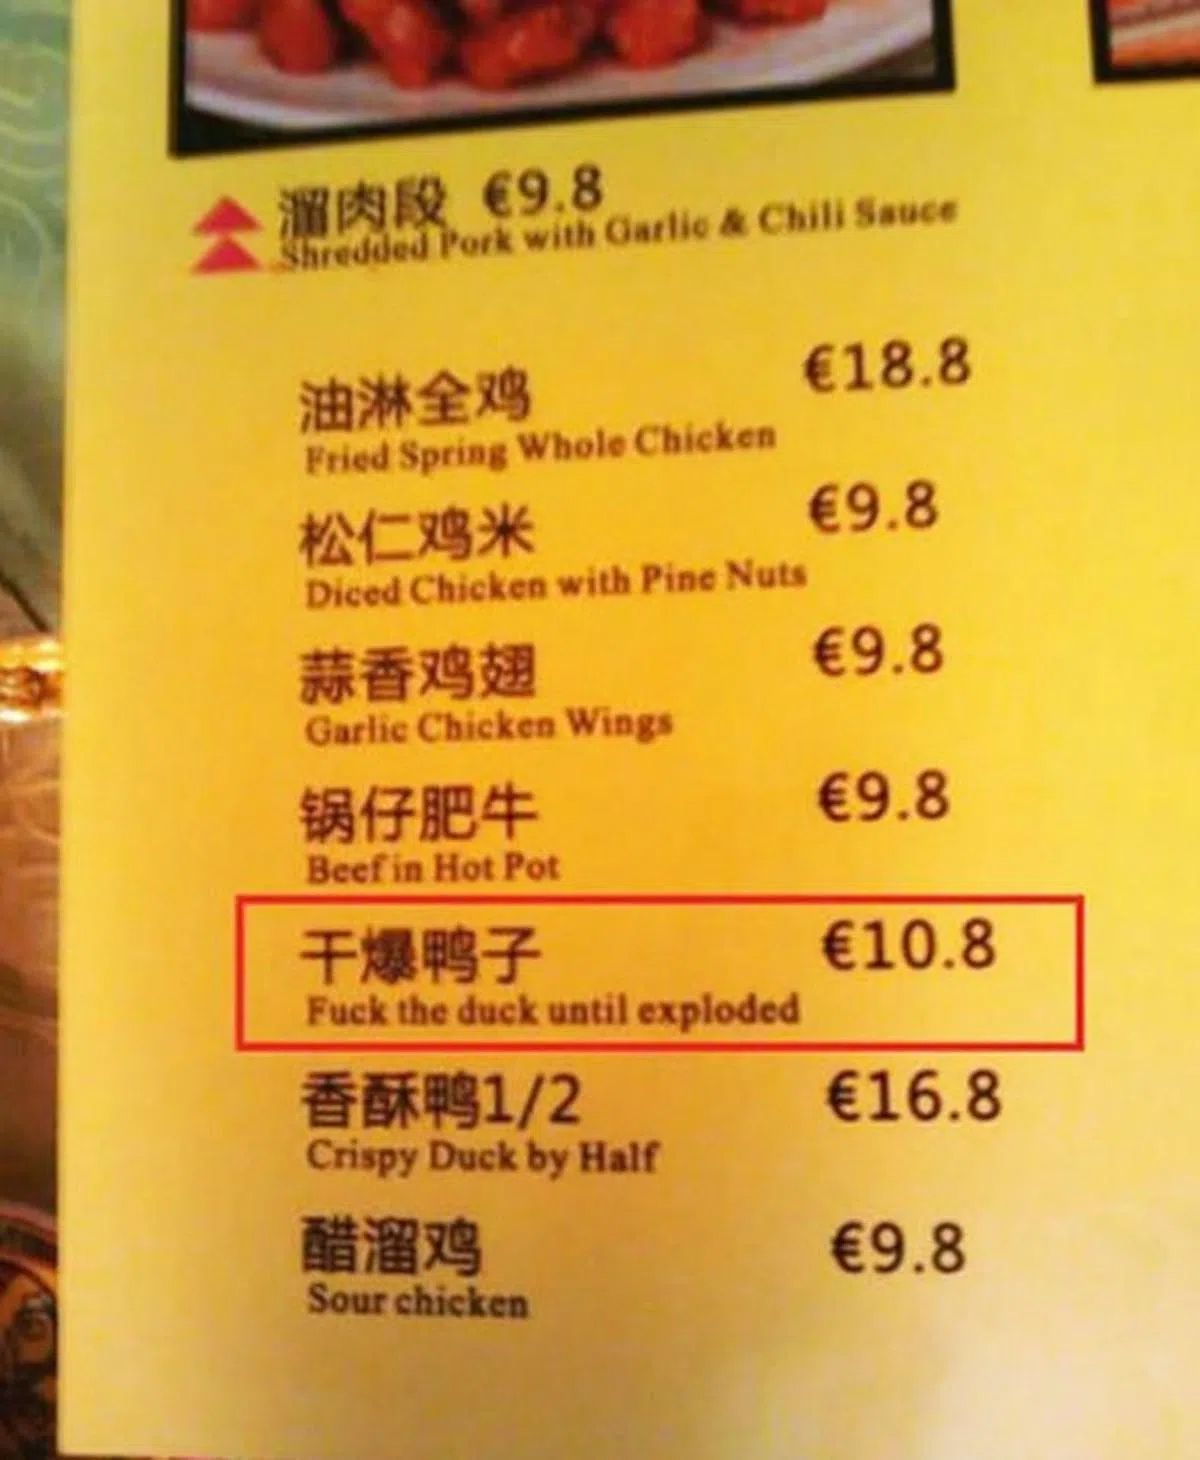 溜肉段 €9.8
Shredded Pork with Garlic & Chili Sauce
油淋全鸡 €18.8
Fried Spring Whole Chicken
松仁鸡米 €9.8
Diced Chicken with Pine Nuts
蒜香鸡翅 €9.8
Garlic Chicken Wings
锅仔肥牛 €9.8
Beef in Hot Pot
干爆鸭子 €10.8
Fuck the duck until exploded
香酥鸭1/2 €16.8
Crispy Duck by Half
醋溜鸡 €9.8
Sour chicken